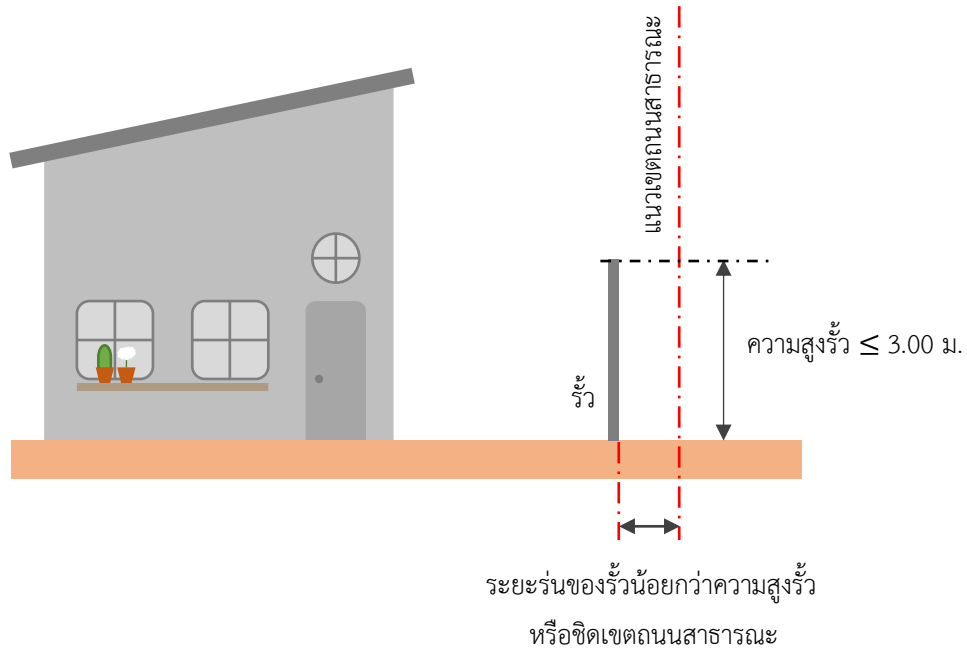 แนวเขตถนนสาธารณะ
ความสูงรั้ว ≤ 3.00 ม.
รั้ว
ระยะร่นของรั้วน้อยกว่าความสูงรั้ว
หรือชิดเขตถนนสาธารณะ